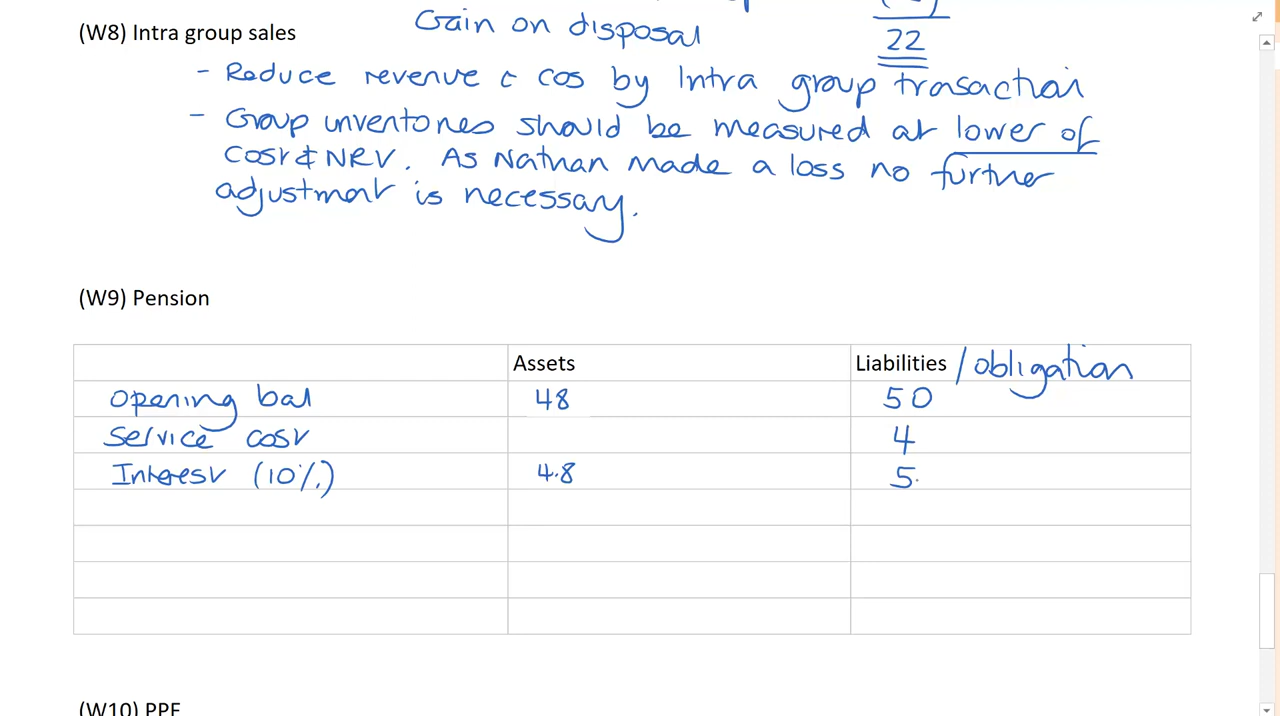 (W8) Intra group sales
Gain on disposal
22
- Reduce revenue & cos by Intra group trasaction
- Group inventories should be measured at lower of
cost & NRV. As Nathan made a loss no further
adjustment is necessary.
(W9) Pension
Assets Liabilities / obligation
Opening bal 48 50
Service cost 4
Interest (10%) 4.8 5.
(W10) PPE